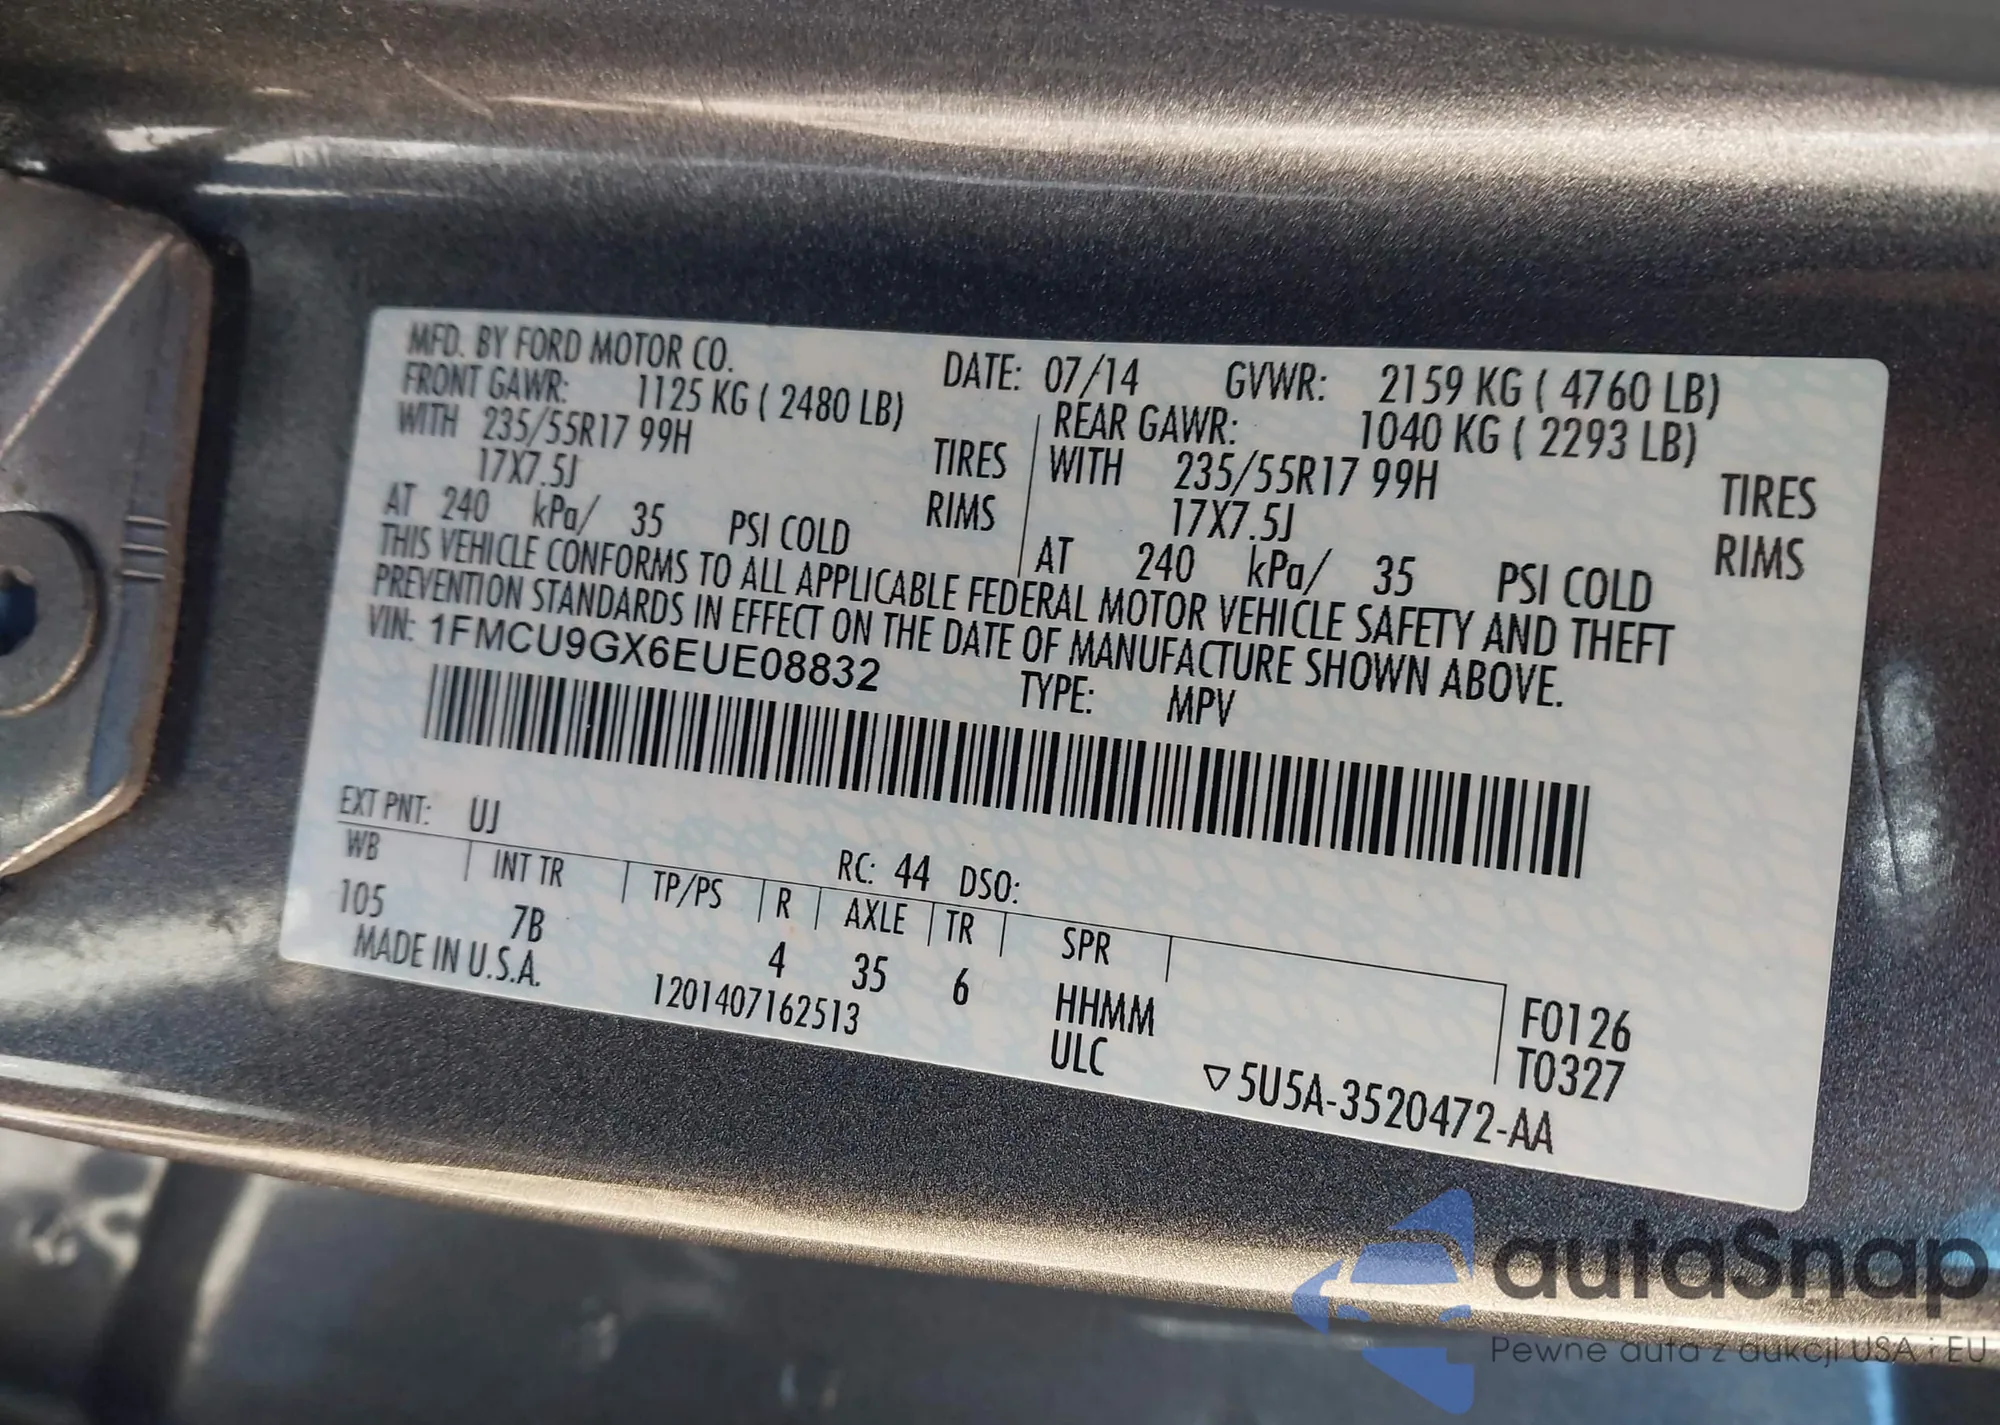 MFD. BY FORD MOTOR CO. DATE: 07/14 GVWR: 2159 KG ( 4760 LB)
FRONT GAWR: 1125 KG ( 2480 LB) REAR GAWR: 1040 KG ( 2293 LB)
WITH 235/55R17 99H TIRES WITH 235/55R17 99H TIRES
17X7.5J RIMS 17X7.5J RIMS
AT 240 kPa/ 35 PSI COLD AT 240 kPa/ 35 PSI COLD
THIS VEHICLE CONFORMS TO ALL APPLICABLE FEDERAL MOTOR VEHICLE SAFETY AND THEFT
PREVENTION STANDARDS IN EFFECT ON THE DATE OF MANUFACTURE SHOWN ABOVE.
VIN: 1FMCU9GX6EUE08832 TYPE: MPV
EXT PNT: UJ RC: 44 DSO:
WB INT TR TP/PS R AXLE TR SPR
105 7B 4 35 6 HHMM F0126
MADE IN U.S.A. 1201407162513 ULC T0327
▽5U5A-3520472-AA
autaSnap
Pewne auta z aukcji USA i EU